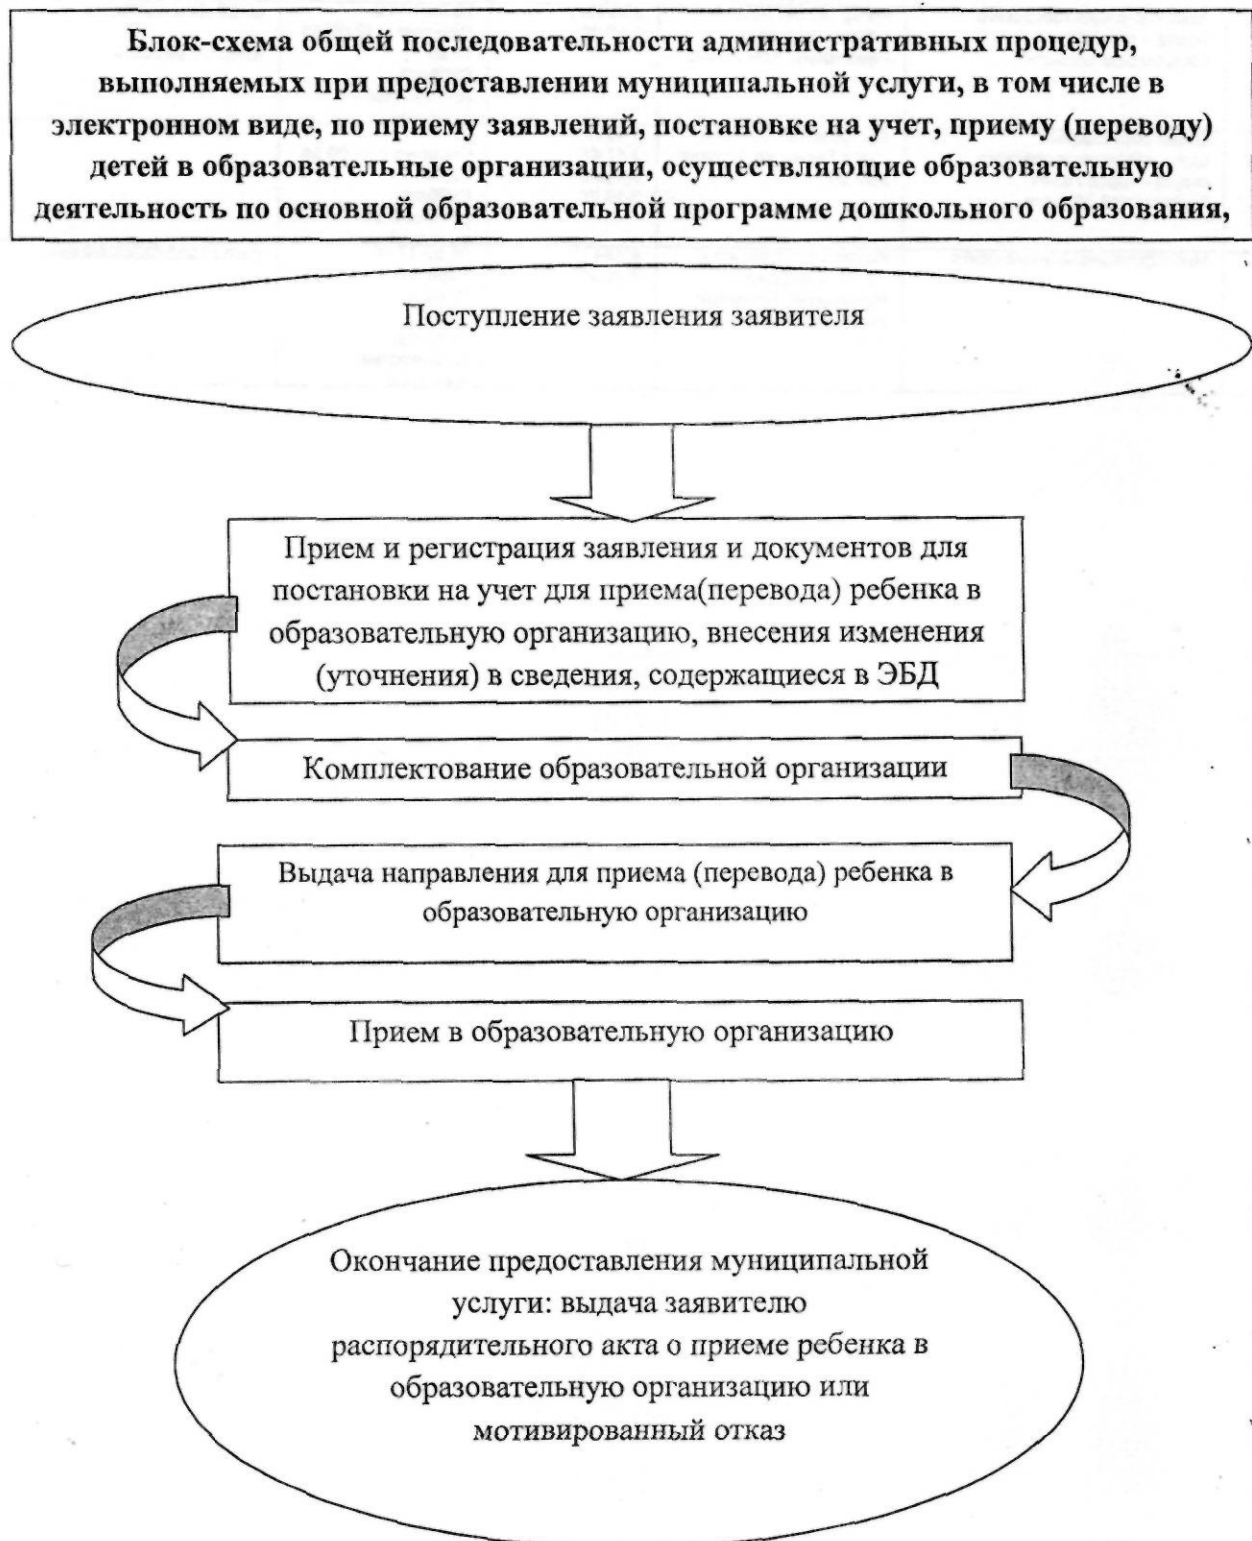 Блок-схема общей последовательности административных процедур,
выполняемых при предоставлении муниципальной услуги, в том числе в
электронном виде, по приему заявлений, постановке на учет, приему (переводу)
детей в образовательные организации, осуществляющие образовательную
деятельность по основной образовательной программе дошкольного образования,
Поступление заявления заявителя
Прием и регистрация заявления и документов для
постановки на учет для приема(перевода) ребенка в
образовательную организацию, внесения изменения
(уточнения) в сведения, содержащиеся в ЭБД
Комплектование образовательной организации
Выдача направления для приема (перевода) ребенка в
образовательную организацию
Прием в образовательную организацию
Окончание предоставления муниципальной
услуги: выдача заявителю
распорядительного акта о приеме ребенка в
образовательную организацию или
мотивированный отказ